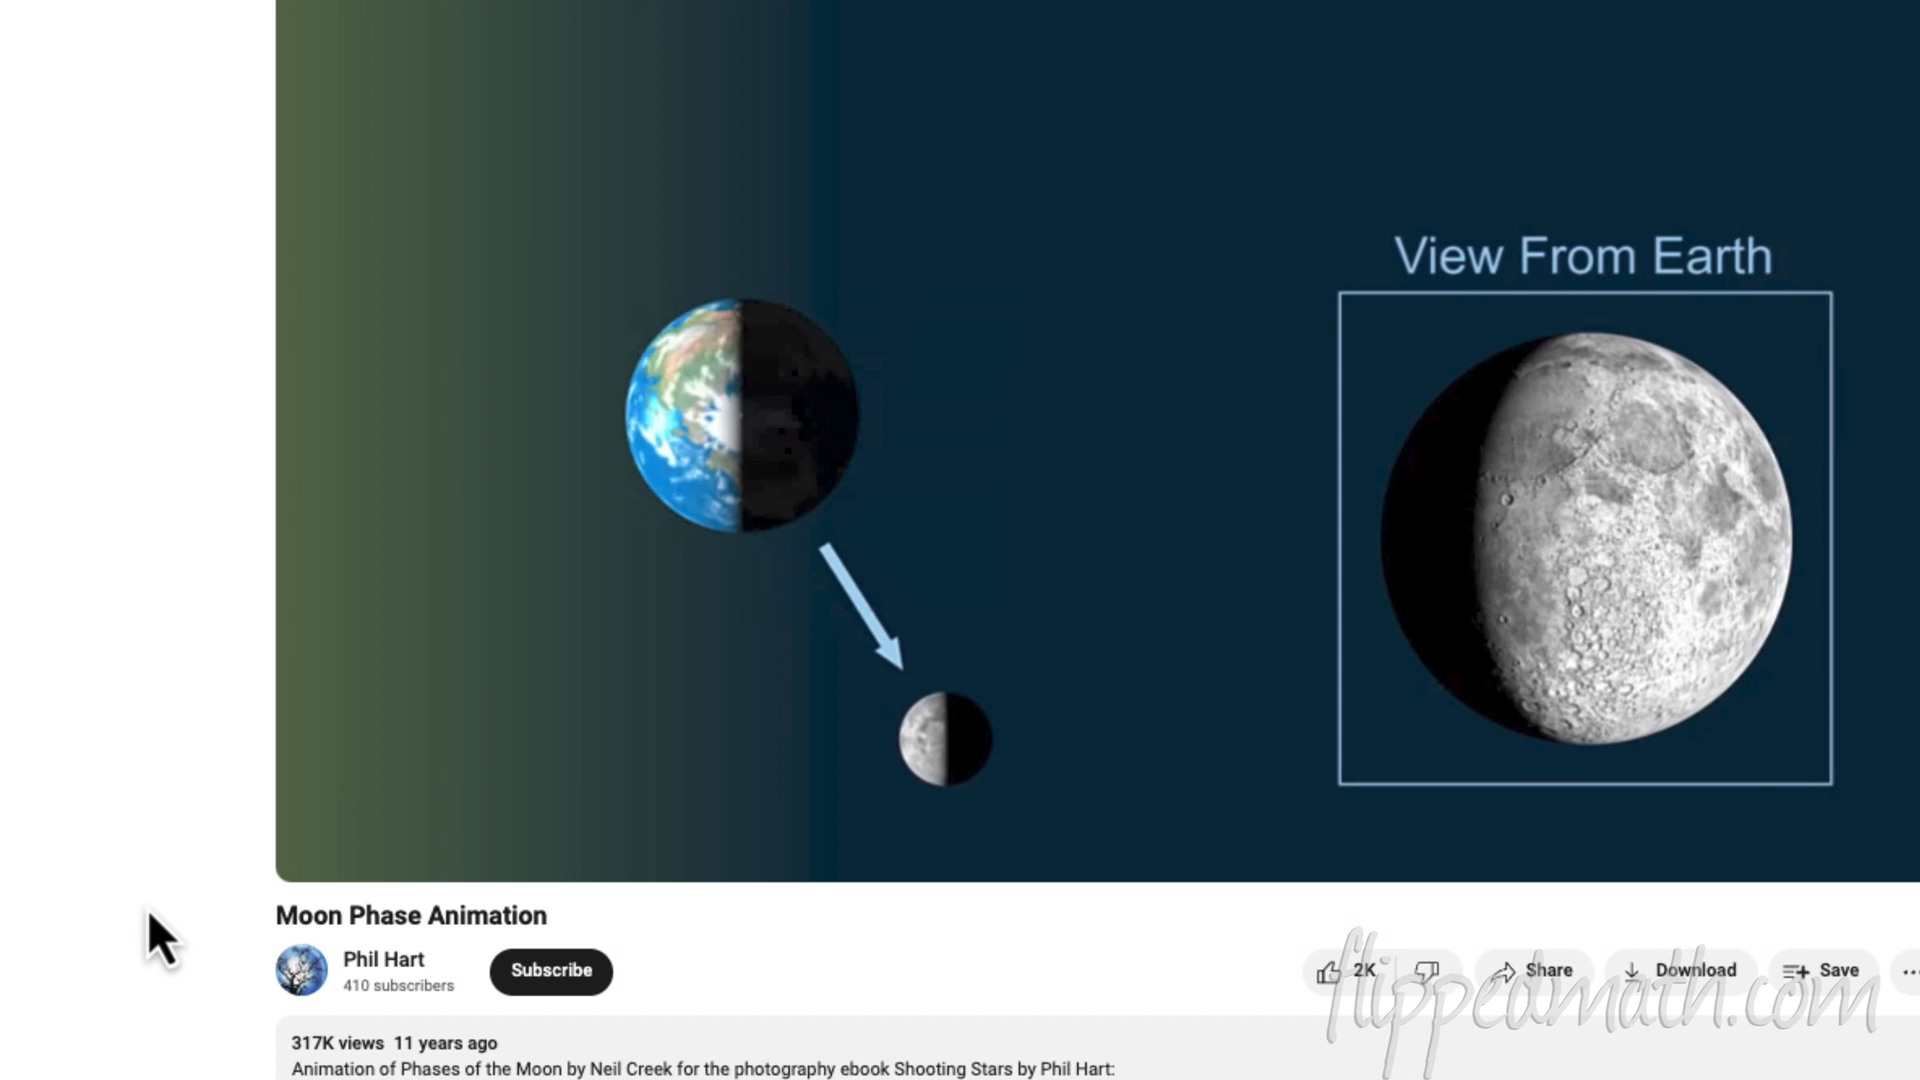 View From Earth
Moon Phase Animation
Phil Hart
410 subscribers
Subscribe
2K
Share
Download
Save
flippedmath.com
317K views 11 years ago
Animation of Phases of the Moon by Neil Creek for the photography ebook Shooting Stars by Phil Hart: